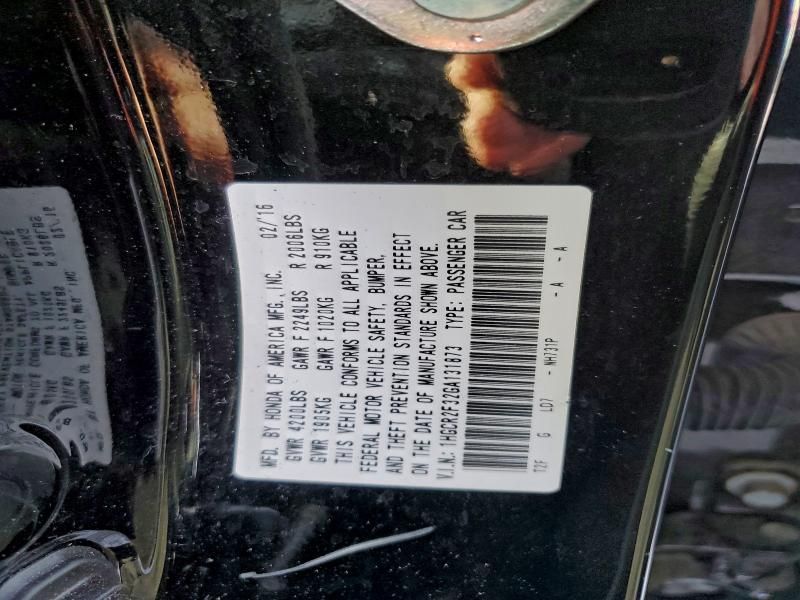 MFD. BY HONDA OF AMERICA MFG., INC. 02/16
GVWR 4200LBS GAWR F 2249LBS R 2006LBS
GVWR 1905KG GAWR F 1020KG R 910KG
THIS VEHICLE CONFORMS TO ALL APPLICABLE
FEDERAL MOTOR VEHICLE SAFETY, BUMPER,
AND THEFT PREVENTION STANDARDS IN EFFECT
ON THE DATE OF MANUFACTURE SHOWN ABOVE.
V.I.N.: 1HGCR2F32GA131873 TYPE: PASSENGER CAR
T2F G LD7 - NH731P - A - A